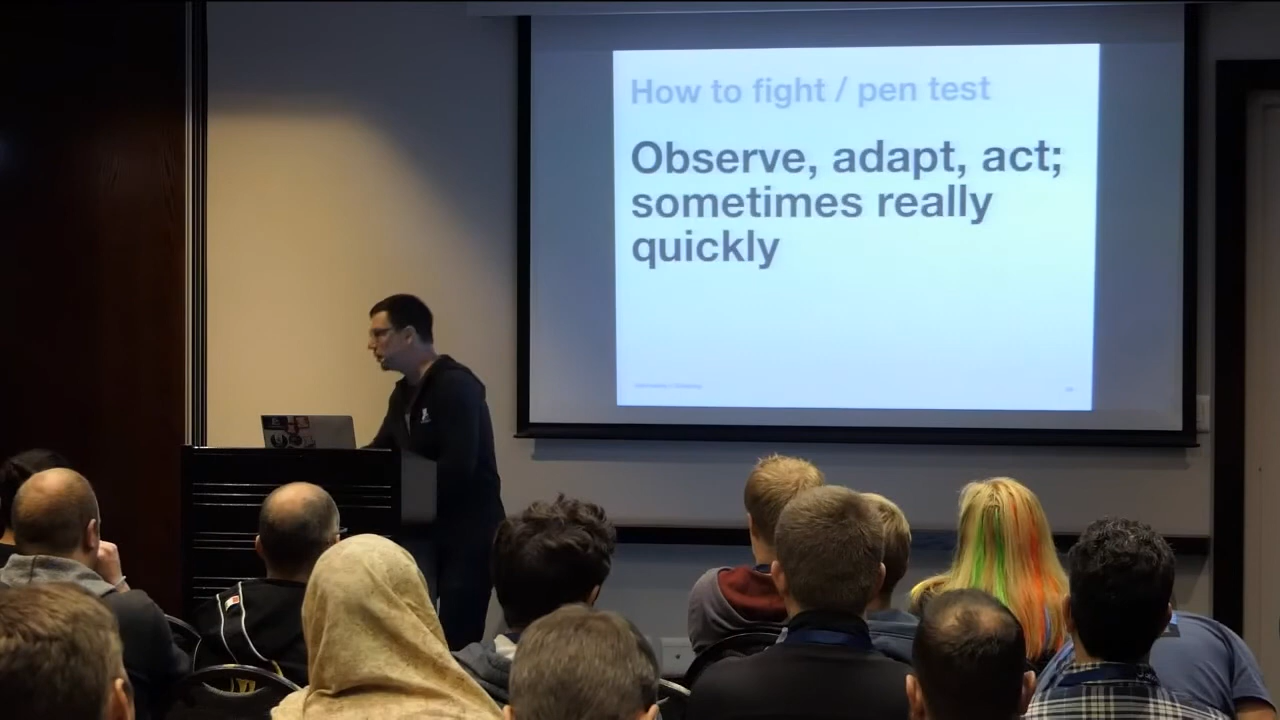 How to fight / pen test
Observe, adapt, act;
sometimes really
quickly